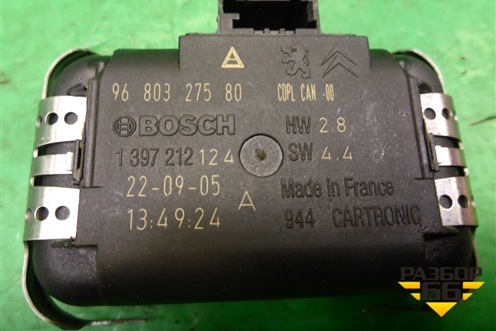 96 803 275 80
CDPL CAN -00
BOSCH
HW 2.8
1 397 212 124
SW 4.4
22-09-05
A
Made in France
13:49:24
944 CARTRONIC
РАЗБОР
66